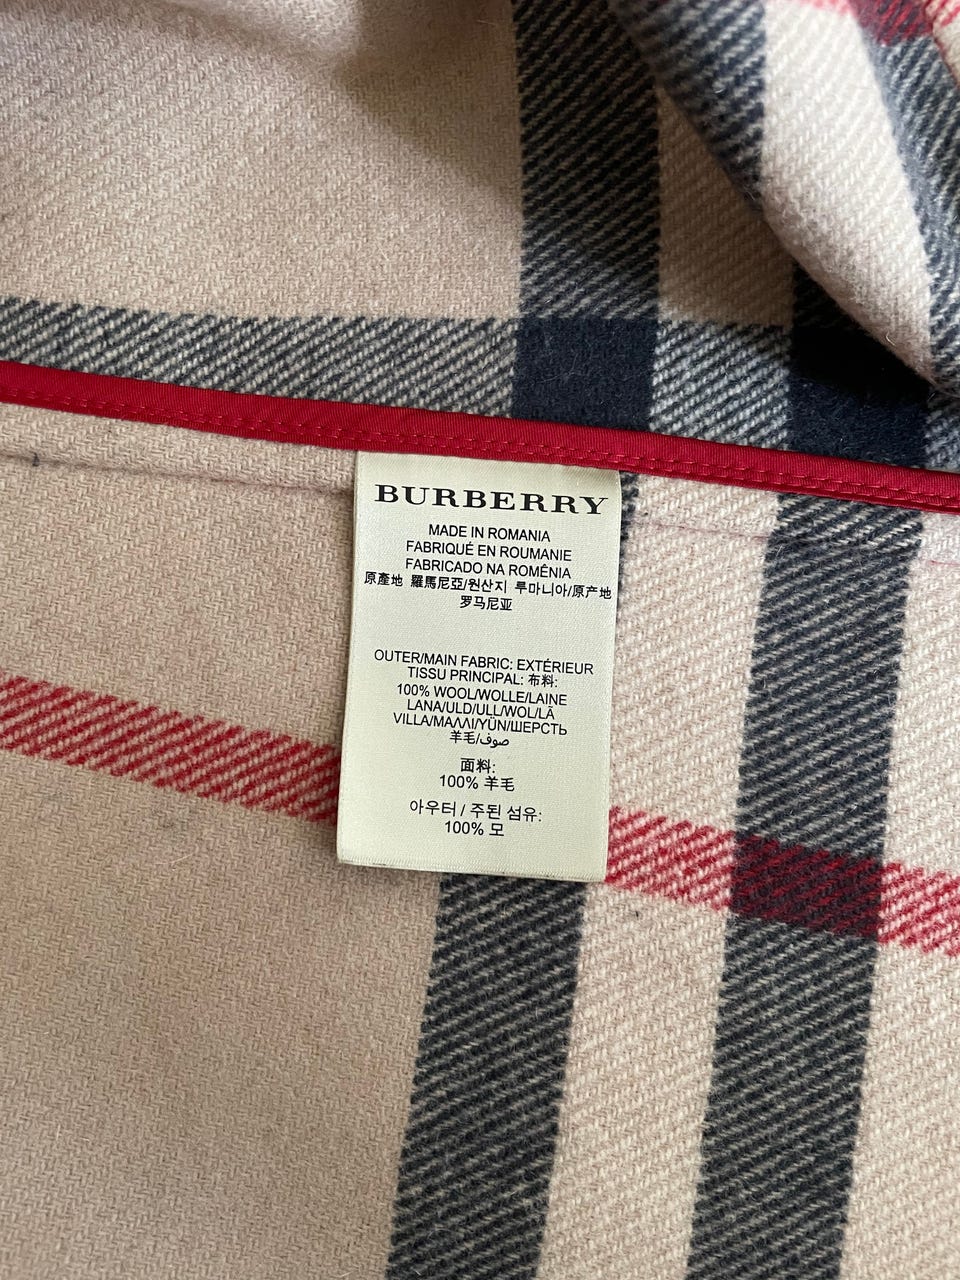 BURBERRY
MADE IN ROMANIA
FABRIQUÉ EN ROUMANIE
FABRICADO NA ROMÊNIA
原產地 羅馬尼亞/원산지 루마니아/原产地
罗马尼亚
OUTER/MAIN FABRIC: EXTÉRIEUR
TISSU PRINCIPAL: 布料:
100% WOOL/WOLLE/LAINE
LANA/ULD/ULL/WOL/LÃ
VILLA/ΜΑΛΛΙ/YÜN/ШЕРСТЬ
羊毛/صوف
面料:
100% 羊毛
아우터 / 주된 섬유:
100% 모